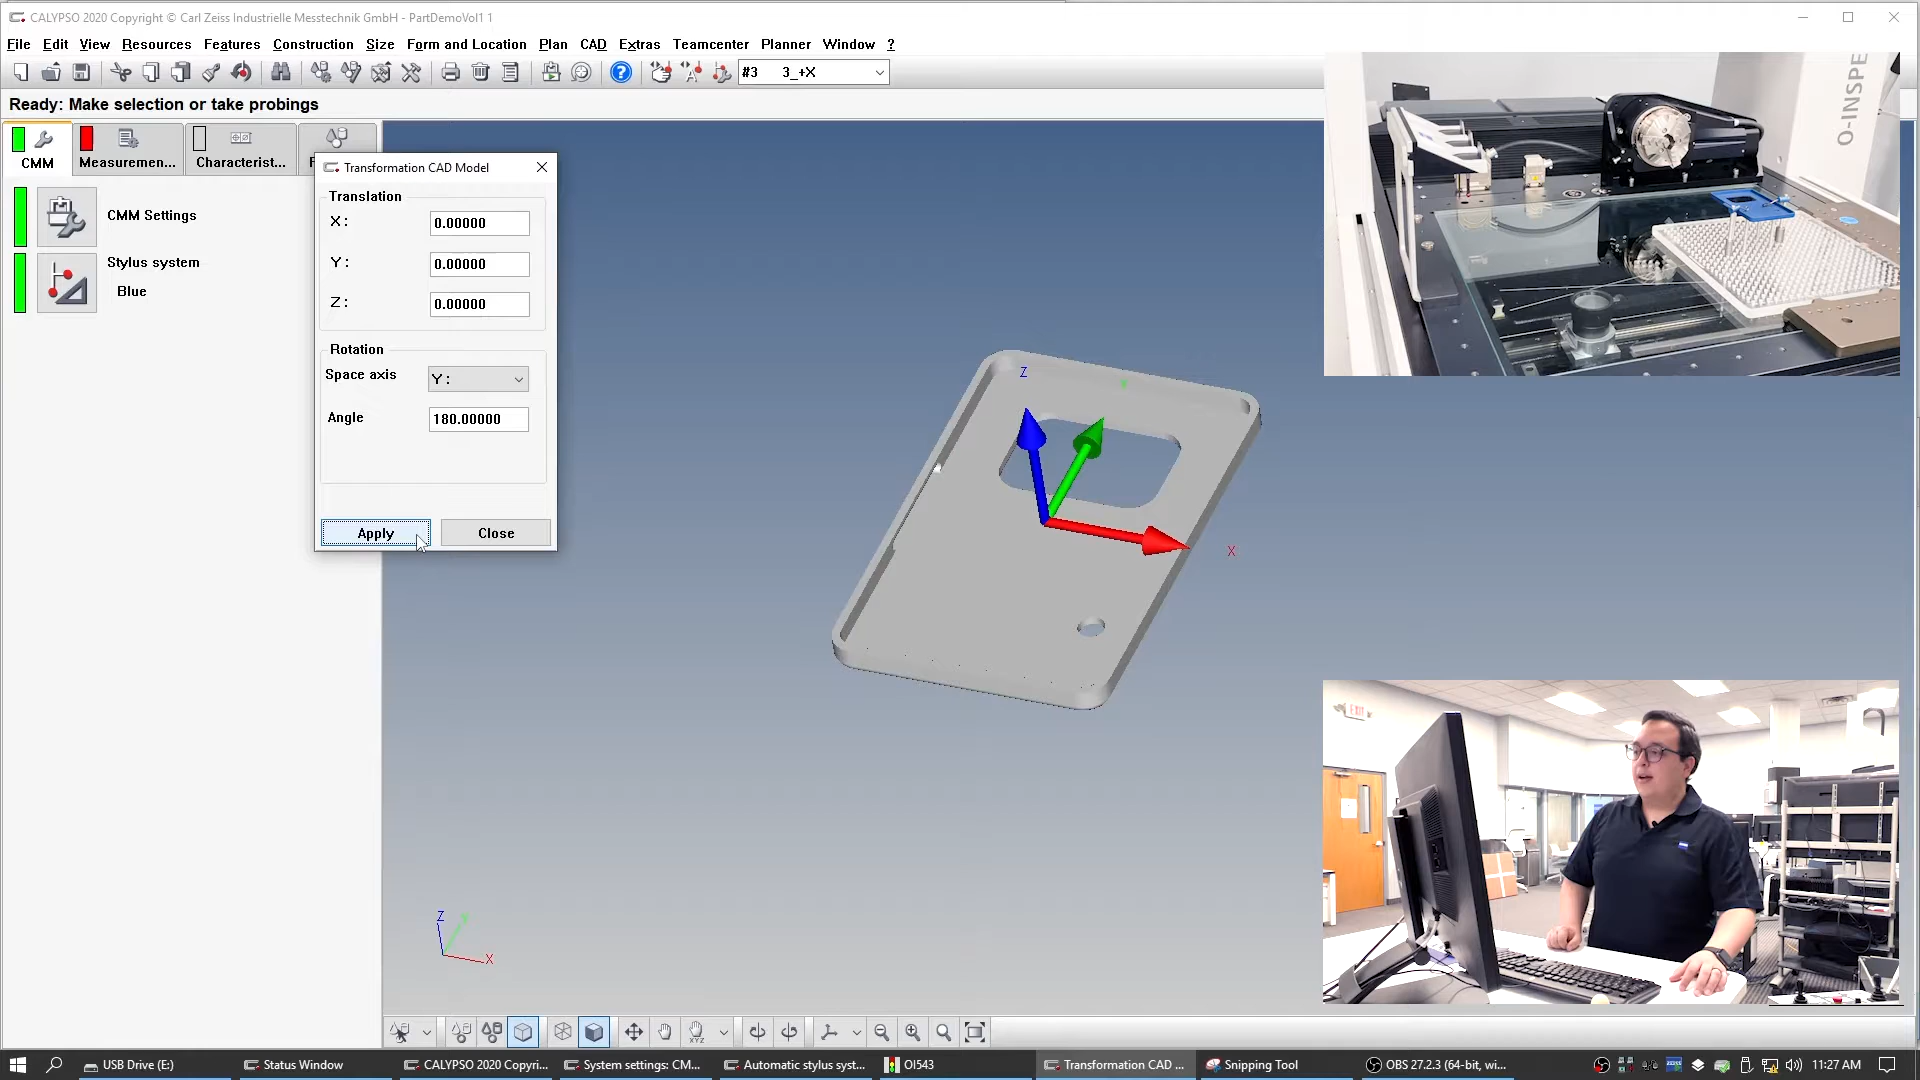 CALYPSO 2020 Copyright © Carl Zeiss Industrielle Messtechnik GmbH - PartDemoVol1 1
File Edit View Resources Features Construction Size Form and Location Plan CAD Extras Teamcenter Planner Window ?
#3 3_+X
Ready: Make selection or take probings
CMM Measuremen... Characterist... F
CMM Settings
Stylus system
Blue
Transformation CAD Model
Translation
X: 0.00000
Y: 0.00000
Z: 0.00000
Rotation
Space axis Y:
Angle 180.00000
Apply Close
Z
Y
X
Z Y
X
O-INSPE
EXIT
XYZ
USB Drive (E:) Status Window CALYPSO 2020 Copyri... System settings: CM... Automatic stylus syst... OI543 Transformation CAD ... Snipping Tool OBS 27.2.3 (64-bit, wi... 11:27 AM